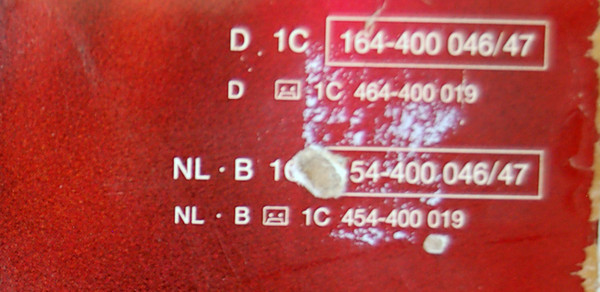 D 1C 164-400 046/47
D 1C 464-400 019
NL · B 54-400 046/47
NL · B 1C 454-400 019